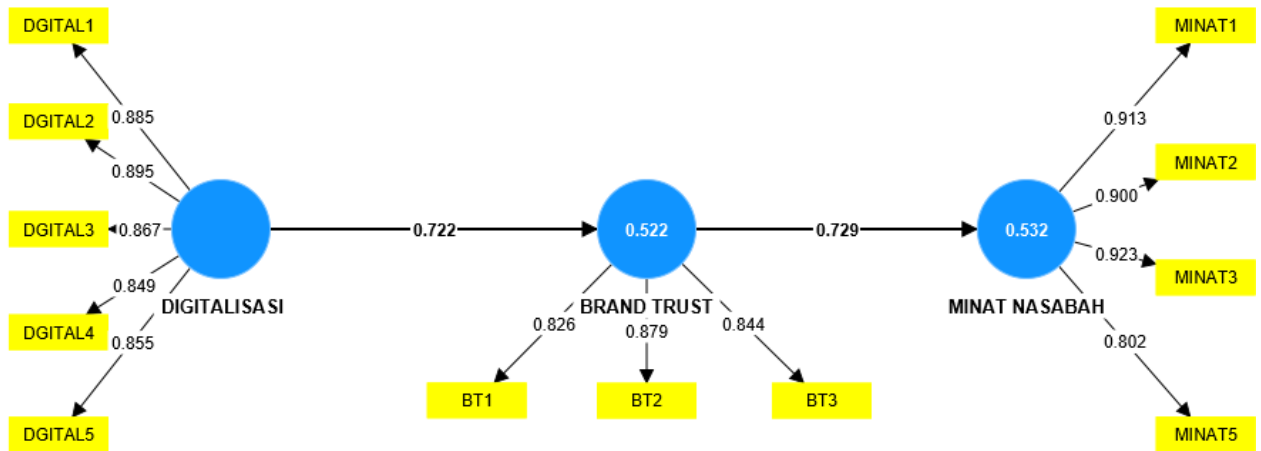 DGITAL1
DGITAL2
DGITAL3
DGITAL4
DGITAL5
0.885
0.895
0.867
0.849
0.855
DIGITALISASI
0.722
0.522
BRAND TRUST
0.826
0.879
0.844
BT1
BT2
BT3
0.729
0.532
MINAT NASABAH
0.913
0.900
0.923
0.802
MINAT1
MINAT2
MINAT3
MINAT5